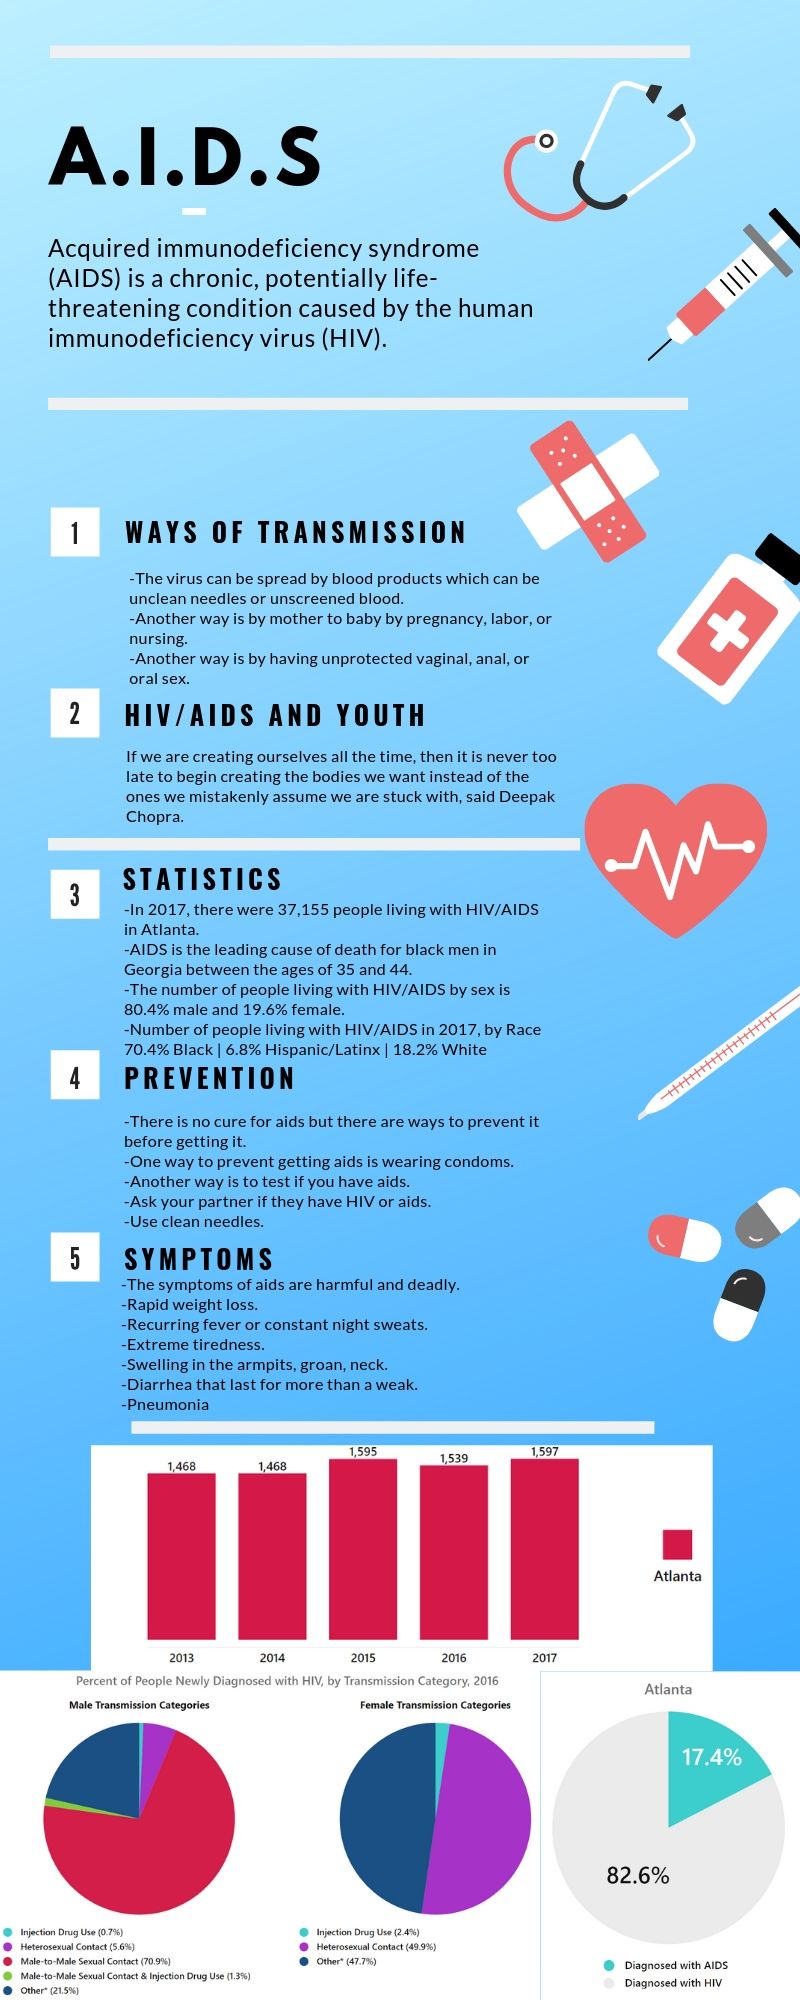 A.I.D.S
Acquired immunodeficiency syndrome
(AIDS) is a chronic, potentially life-
threatening condition caused by the human
immunodeficiency virus (HIV).
1
WAYS OF TRANSMISSION
-The virus can be spread by blood products which can be
unclean needles or unscreened blood.
-Another way is by mother to baby by pregnancy, labor, or
nursing.
-Another way is by having unprotected vaginal, anal, or
oral sex.
2
HIV/AIDS AND YOUTH
If we are creating ourselves all the time, then it is never too
late to begin creating the bodies we want instead of the
ones we mistakenly assume we are stuck with, said Deepak
Chopra.
3
STATISTICS
-In 2017, there were 37,155 people living with HIV/AIDS
in Atlanta.
-AIDS is the leading cause of death for black men in
Georgia between the ages of 35 and 44.
-The number of people living with HIV/AIDS by sex is
80.4% male and 19.6% female.
-Number of people living with HIV/AIDS in 2017, by Race
70.4% Black | 6.8% Hispanic/Latinx | 18.2% White
4
PREVENTION
-There is no cure for aids but there are ways to prevent it
before getting it.
-One way to prevent getting aids is wearing condoms.
-Another way is to test if you have aids.
-Ask your partner if they have HIV or aids.
-Use clean needles.
5
SYMPTOMS
-The symptoms of aids are harmful and deadly.
-Rapid weight loss.
-Recurring fever or constant night sweats.
-Extreme tiredness.
-Swelling in the armpits, groan, neck.
-Diarrhea that last for more than a weak.
-Pneumonia
1,468 1,468 1,595 1,539 1,597
Atlanta
2013 2014 2015 2016 2017
Percent of People Newly Diagnosed with HIV, by Transmission Category, 2016
Male Transmission Categories
Injection Drug Use (0.7%)
Heterosexual Contact (5.6%)
Male-to-Male Sexual Contact (70.9%)
Male-to-Male Sexual Contact & Injection Drug Use (1.3%)
Other* (21.5%)
Female Transmission Categories
Injection Drug Use (2.4%)
Heterosexual Contact (49.9%)
Other* (47.7%)
Atlanta
17.4%
82.6%
Diagnosed with AIDS
Diagnosed with HIV